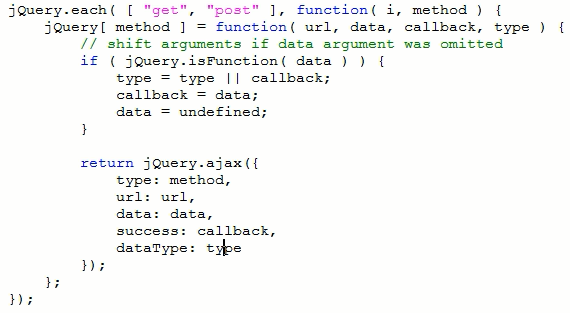 jQuery.each( [ "get", "post" ], function( i, method ) {
    jQuery[ method ] = function( url, data, callback, type ) {
        // shift arguments if data argument was omitted
        if ( jQuery.isFunction( data ) ) {
            type = type || callback;
            callback = data;
            data = undefined;
        }

        return jQuery.ajax({
            type: method,
            url: url,
            data: data,
            success: callback,
            dataType: type
        });
    };
});